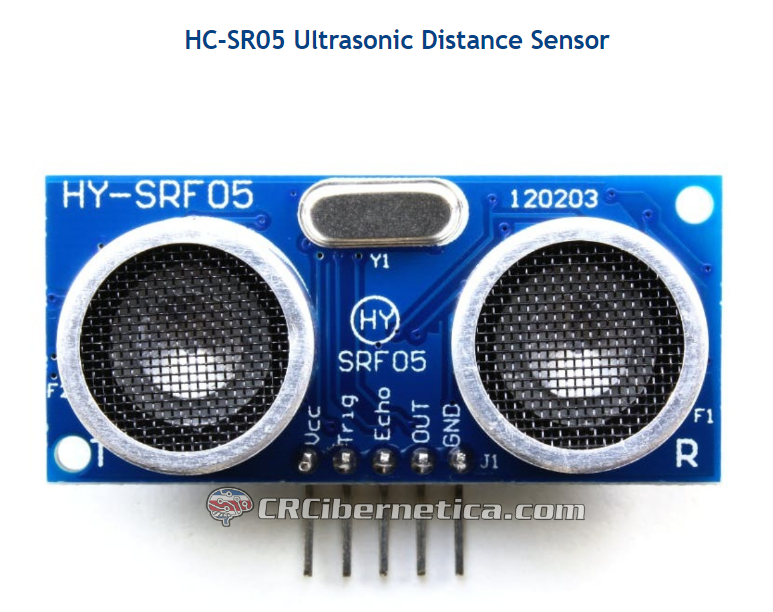 HC-SR05 Ultrasonic Distance Sensor
HY-SRF05
120203
Y1
HY
SRF05
F2
Vcc
Trig
Echo
OUT
GND
F1
T
J1
R
CRCibernetica.com